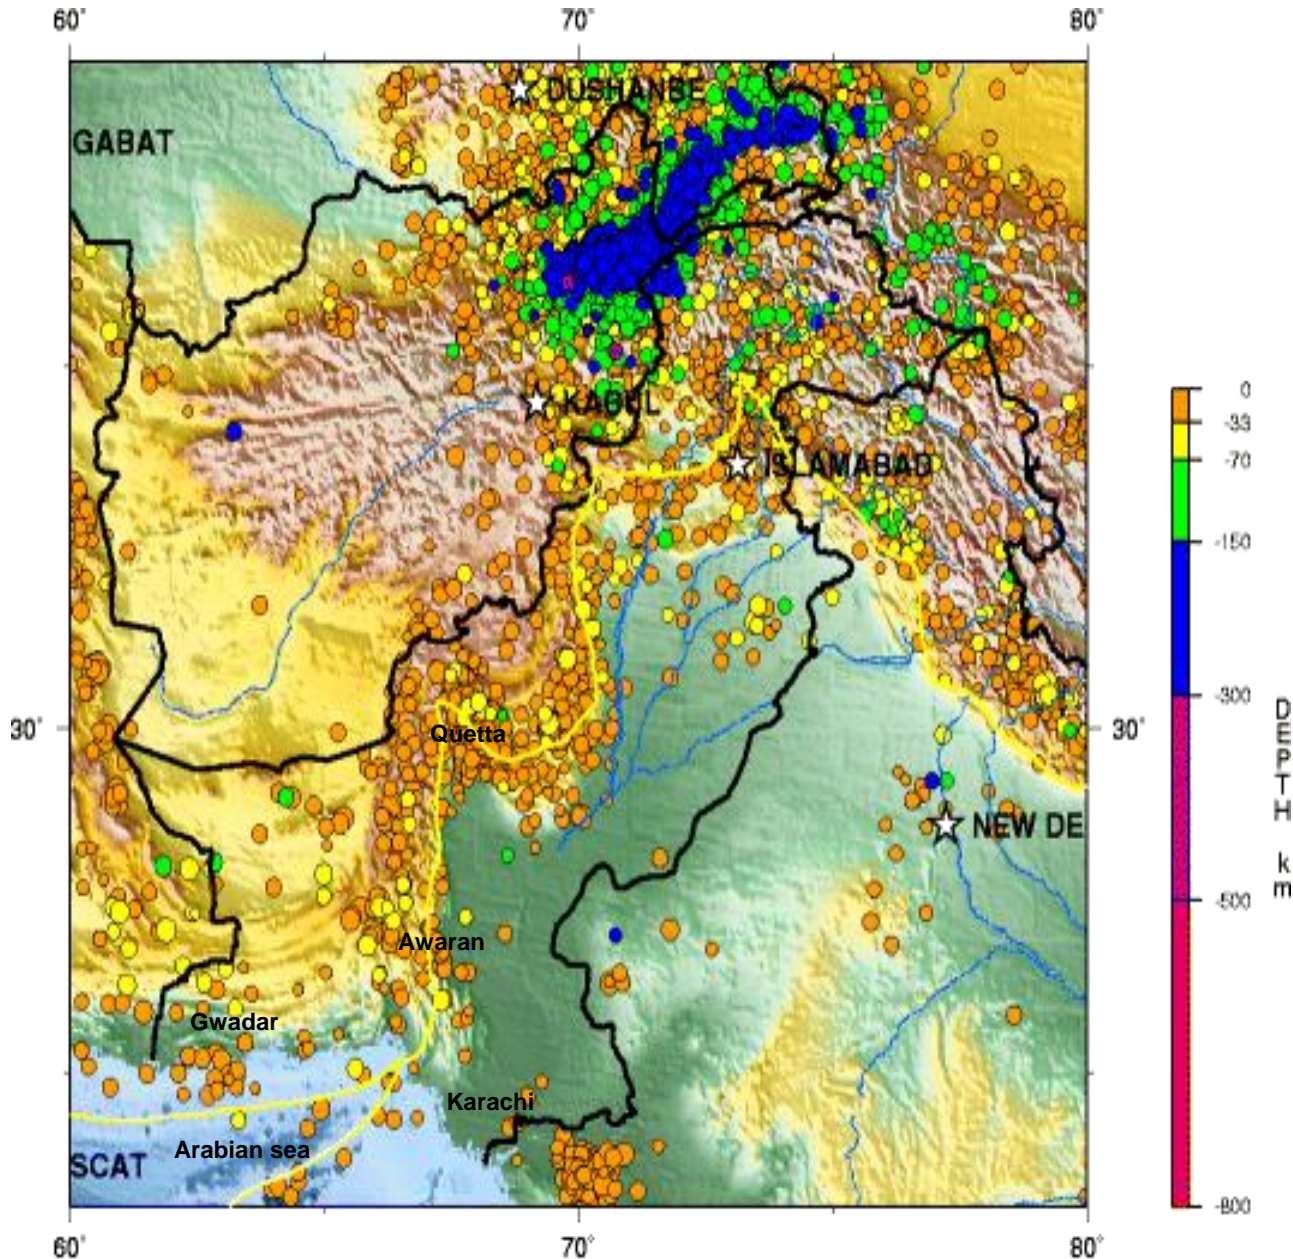 60° 70° 80°
DUSHANBE
GABAT
KABUL
ISLAMABAD
0
-33
-70
-150
-300
-500
-800
DEPTH km
30° 30°
Quetta
NEW DE
Awaran
Gwadar
Karachi
Arabian sea
SCAT
60° 70° 80°